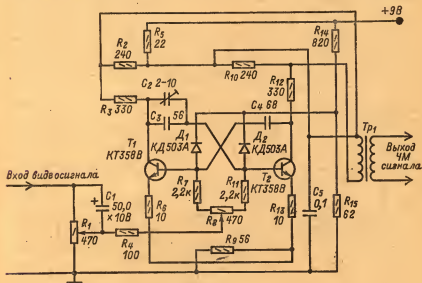 +9В
R5
22
R14
820
R2
240
C2 2-10
R10 240
R12
330
R3 330
C3 56
C4 68
Д1
КД503А
Д2
КД503А
Тр1
Выход
ЧМ
сигнала
Т1
КТ358В
Т2
КТ358В
Вход видеосигнала
R7
2,2к
R11
2,2к
C5
0,1
R15
62
C1
50,0
×10В
R6
10
R8 470
R13
10
R1
470
R4
100
R9 56